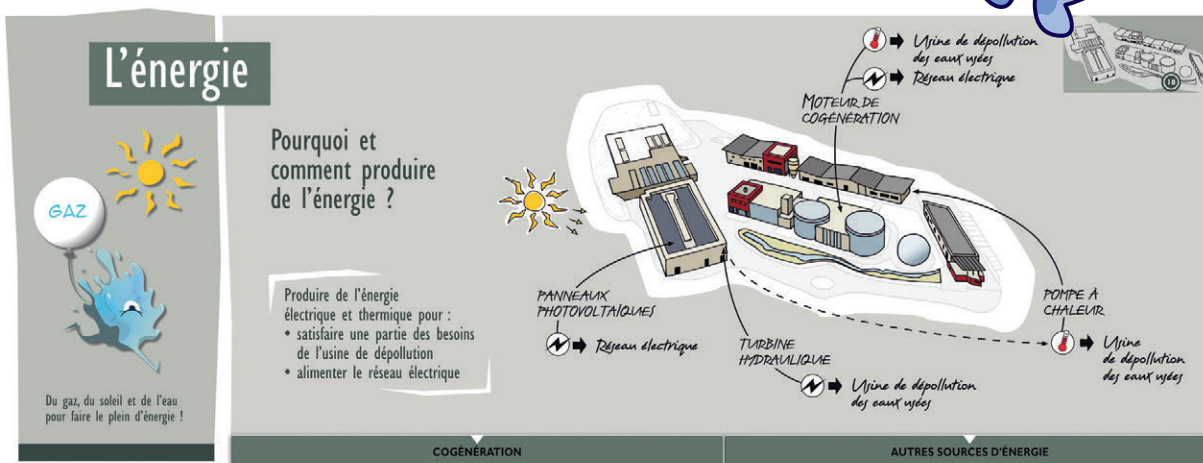 L'énergie
GAZ
Du gaz, du soleil et de l'eau
pour faire le plein d'énergie !
Pourquoi et
comment produire
de l'énergie ?
Produire de l'énergie
électrique et thermique pour :
• satisfaire une partie des besoins
de l'usine de dépollution
• alimenter le réseau électrique
Usine de dépollution
des eaux usées
Réseau électrique
MOTEUR DE
COGÉNÉRATION
18
PANNEAUX
PHOTOVOLTAÏQUES
Réseau électrique
TURBINE
HYDRAULIQUE
Usine de dépollution
des eaux usées
POMPE À
CHALEUR
Usine
de dépollution
des eaux usées
COGÉNÉRATION
AUTRES SOURCES D'ÉNERGIE